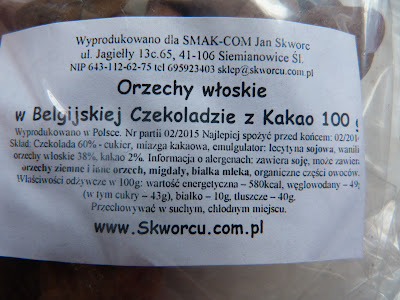 Wyprodukowano dla SMAK-COM Jan Skworc
ul. Jagiełły 13c.65, 41-106 Siemianowice Śl.
NIP 643-112-62-75 tel 695923403 sklep@skworcu.com.pl
Orzechy włoskie
w Belgijskiej Czekoladzie z Kakao 100 g
Wyprodukowano w Polsce. Nr partii 02/2015 Najlepiej spożyć przed końcem: 02/201
Skład: Czekolada 60% - cukier, miazga kakaowa, emulgulator: lecytyna sojowa, wanilia
orzechy włoskie 38%, kakao 2%. Informacja o alergenach: zawiera soję, może zawiera
orzechy ziemne i inne orzech, migdały, białka mleka, organiczne części owoców.
Właściwości odżywcze w 100g: wartość energetyczna – 580kcal, węglowodany – 49g
(w tym cukry – 43g), białko – 10g, tłuszcze – 40g.
Przechowywać w suchym, chłodnym miejscu.
www.Skworcu.com.pl